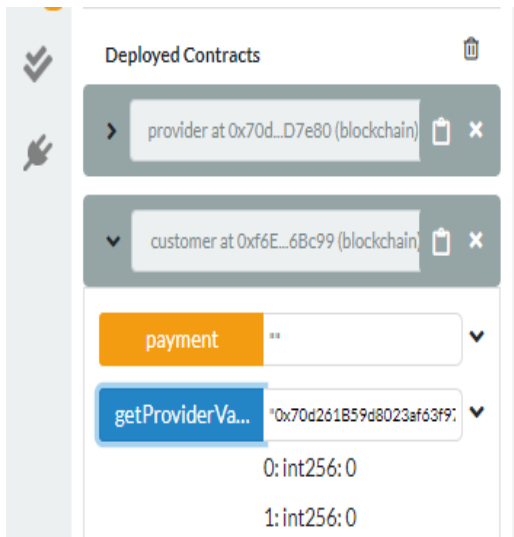 Deployed Contracts
provider at 0x70d...D7e80 (blockchain)
customer at 0xf6E...6Bc99 (blockchain)
payment ""
getProviderVa... "0x70d261B59d8023af63f97
0: int256: 0
1: int256: 0